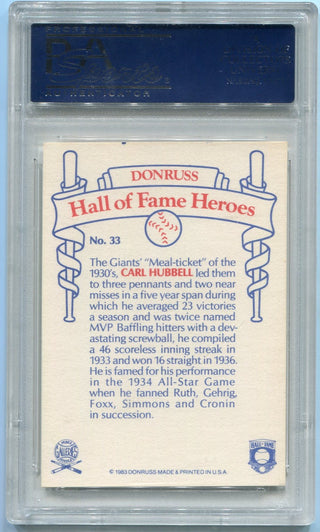 DONRUSS
Hall of Fame Heroes
No. 33
The Giants' "Meal-ticket" of the
1930's, CARL HUBBELL led them
to three pennants and two near
misses in a five year span during
which he averaged 23 victories
a season and was twice named
MVP Baffling hitters with a dev-
astating screwball, he compiled
a 46 scoreless inning streak in
1933 and won 16 straight in 1936.
He is famed for his performance
in the 1934 All-Star Game
when he fanned Ruth, Gehrig,
Foxx, Simmons and Cronin
in succession.
HALL OF FAME
© 1983 DONRUSS MADE & PRINTED IN U.S.A.